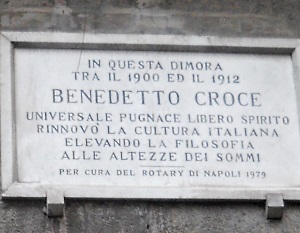 IN QUESTA DIMORA
TRA IL 1900 ED IL 1912
BENEDETTO CROCE
UNIVERSALE PUGNACE LIBERO SPIRITO
RINNOVÒ LA CULTURA ITALIANA
ELEVANDO LA FILOSOFIA
ALLE ALTEZZE DEI SOMMI
PER CURA DEL ROTARY DI NAPOLI 1979